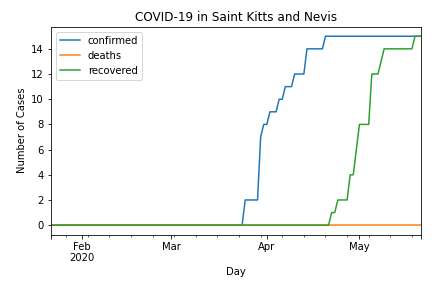 COVID-19 in Saint Kitts and Nevis
confirmed
deaths
recovered
Number of Cases
14
12
10
8
6
4
2
0
Feb
2020
Mar
Apr
May
Day